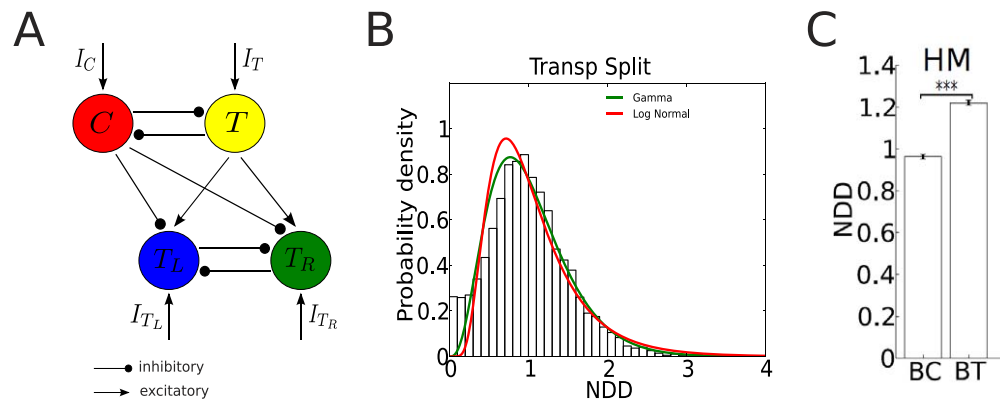 A
I_C
I_T
C
T
T_L
T_R
I_{T_L}
I_{T_R}
inhibitory
excitatory
B
Transp Split
Gamma
Log Normal
Probability density
1
0.8
0.6
0.4
0.2
0
0 1 2 3 4
NDD
C
HM
***
NDD
1.4
1.2
1
0.8
0.6
0.4
0.2
0
BC BT